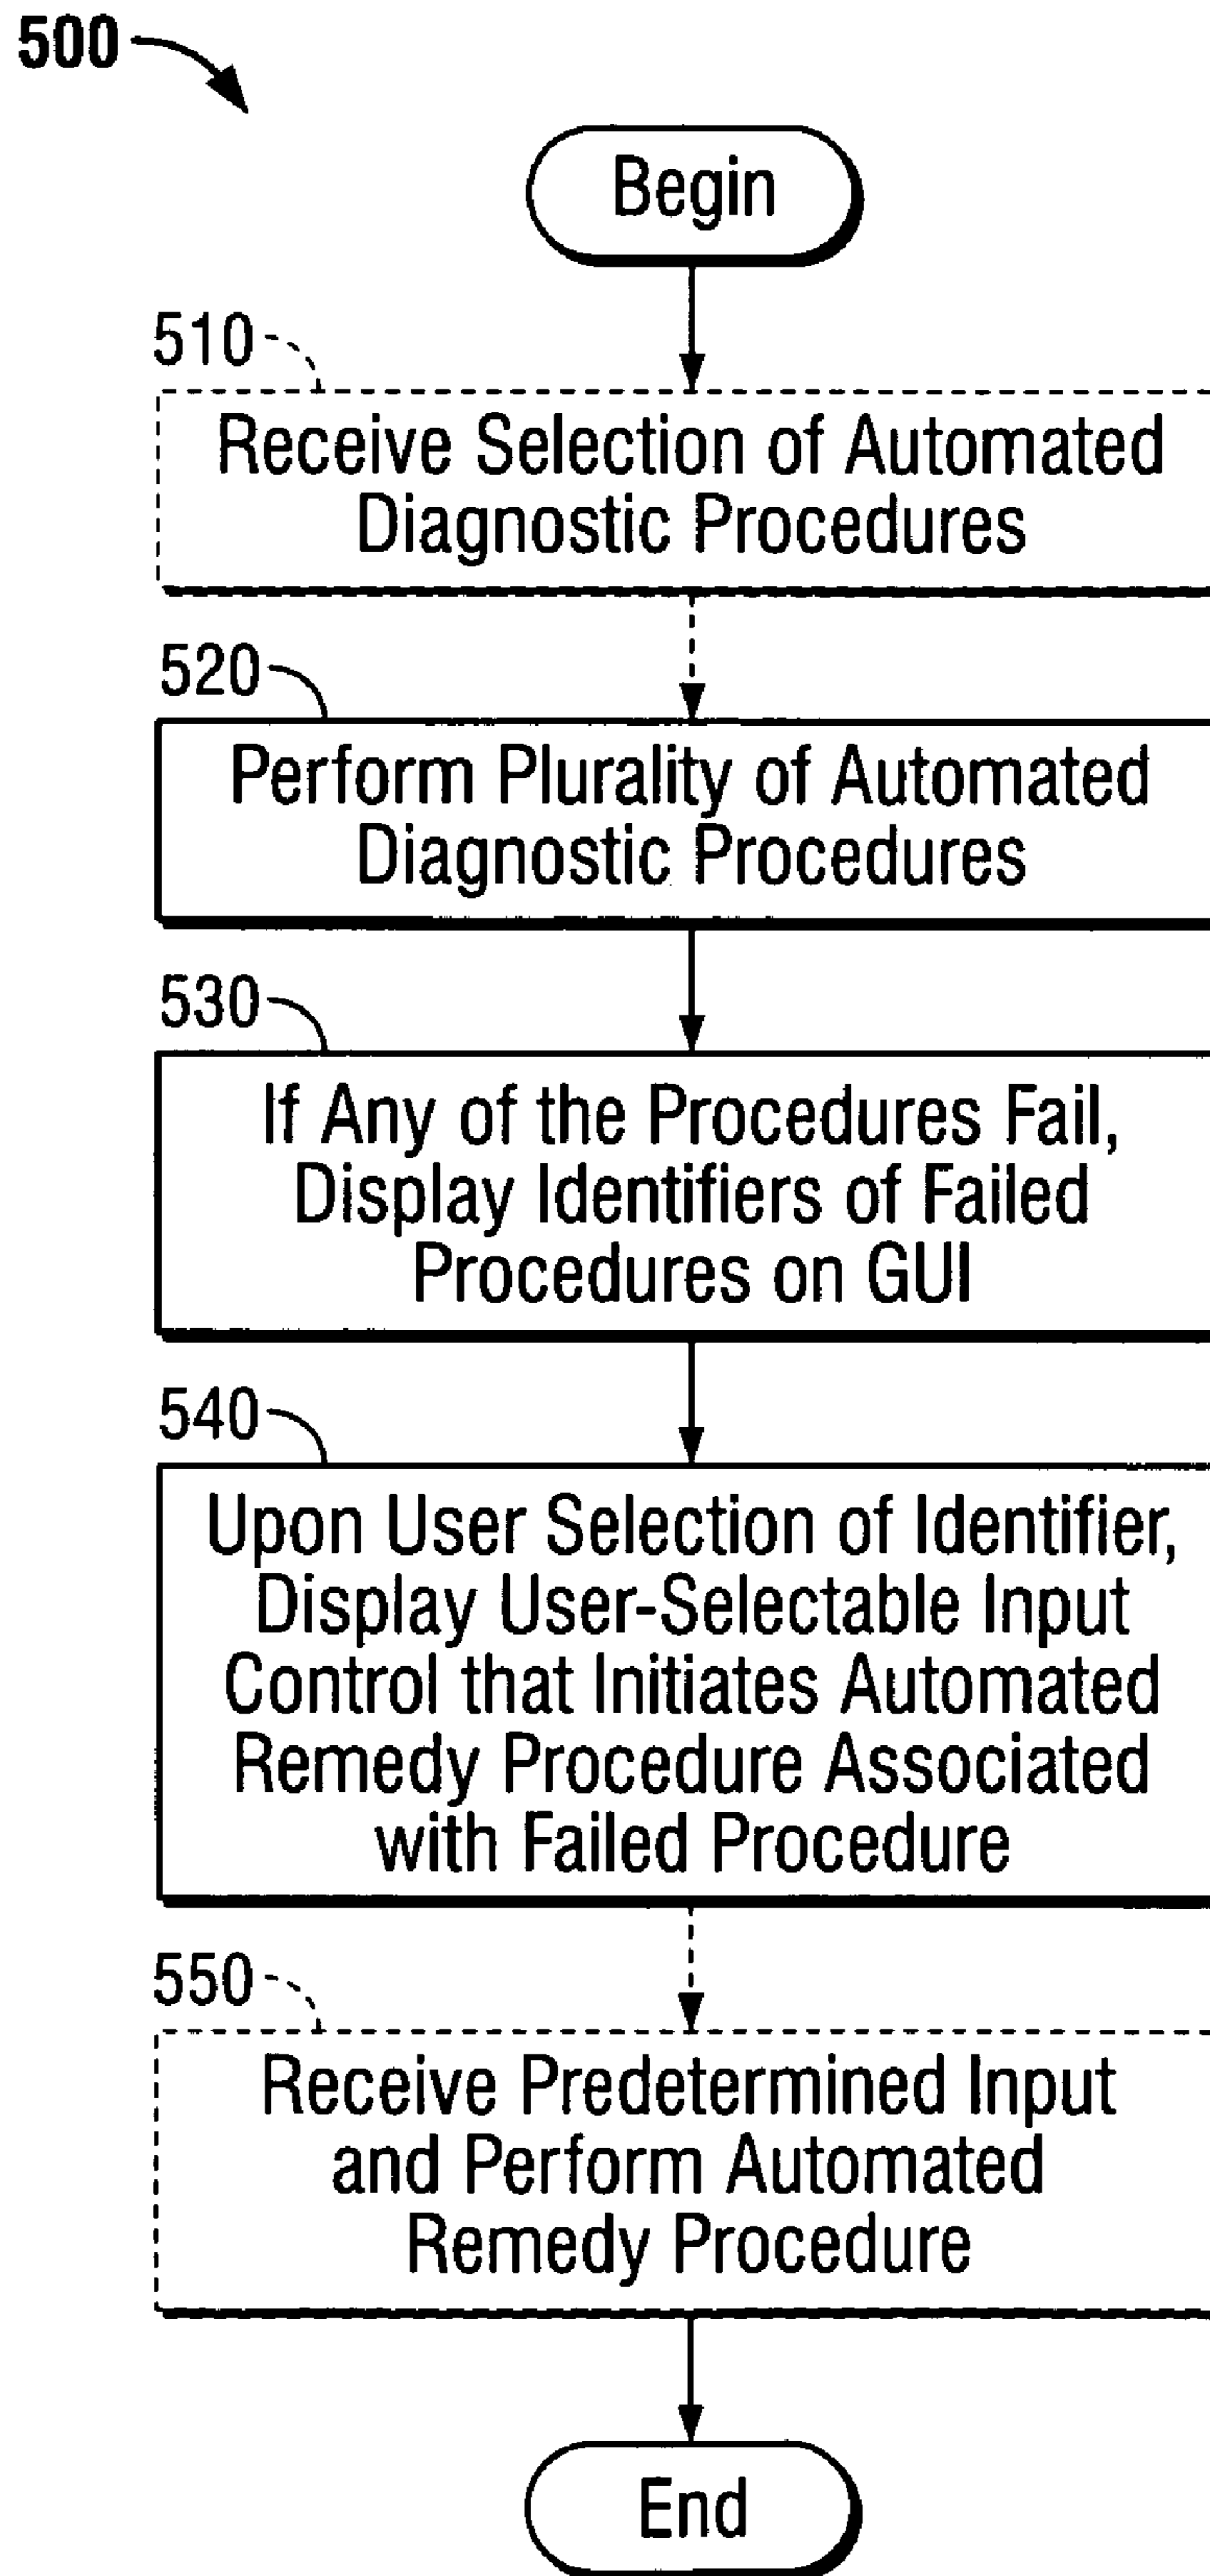 500
Begin
510
Receive Selection of Automated
Diagnostic Procedures
520
Perform Plurality of Automated
Diagnostic Procedures
530
If Any of the Procedures Fail,
Display Identifiers of Failed
Procedures on GUI
540
Upon User Selection of Identifier,
Display User-Selectable Input
Control that Initiates Automated
Remedy Procedure Associated
with Failed Procedure
550
Receive Predetermined Input
and Perform Automated
Remedy Procedure
End